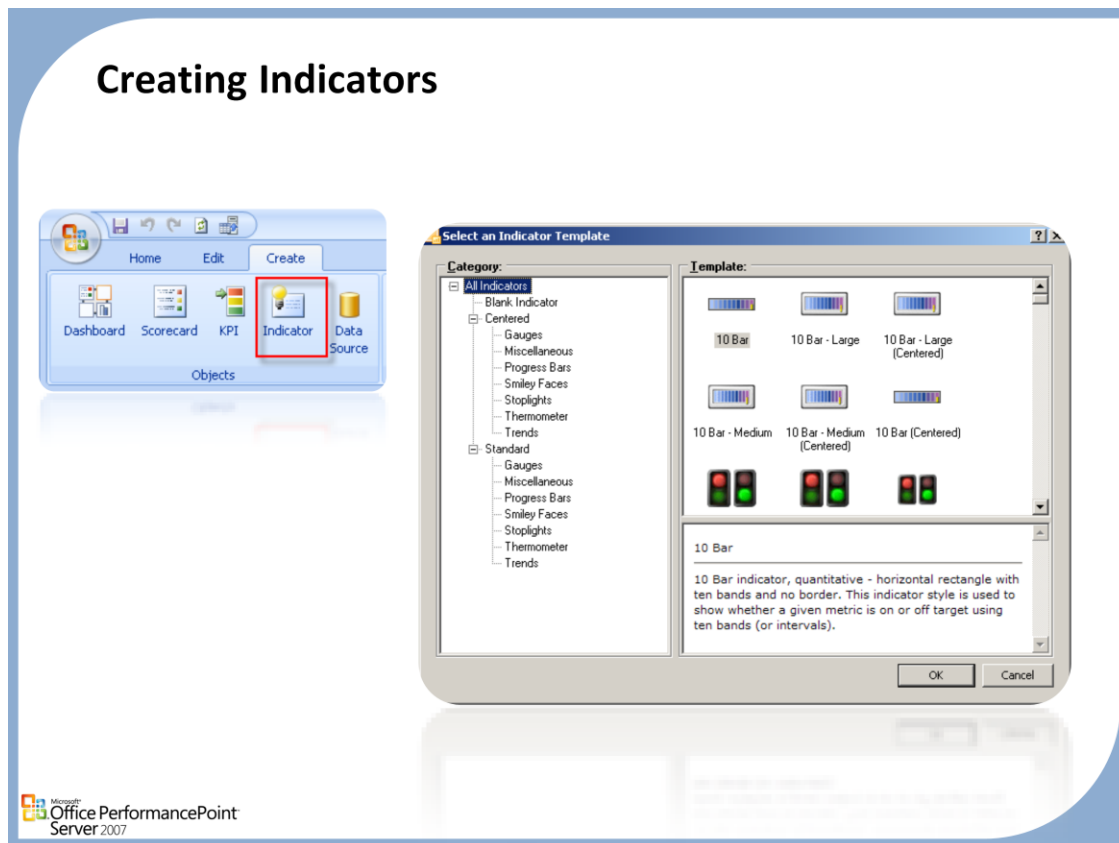 Creating Indicators
Home Edit Create
Dashboard Scorecard KPI Indicator Data
Source
Objects
Select an Indicator Template
Category:
All Indicators
Blank Indicator
Centered
Gauges
Miscellaneous
Progress Bars
Smiley Faces
Stoplights
Thermometer
Trends
Standard
Gauges
Miscellaneous
Progress Bars
Smiley Faces
Stoplights
Thermometer
Trends
Template:
10 Bar 10 Bar - Large 10 Bar - Large
(Centered)
10 Bar - Medium 10 Bar - Medium 10 Bar (Centered)
(Centered)
10 Bar
10 Bar indicator, quantitative - horizontal rectangle with
ten bands and no border. This indicator style is used to
show whether a given metric is on or off target using
ten bands (or intervals).
OK Cancel
Microsoft
Office PerformancePoint
Server 2007